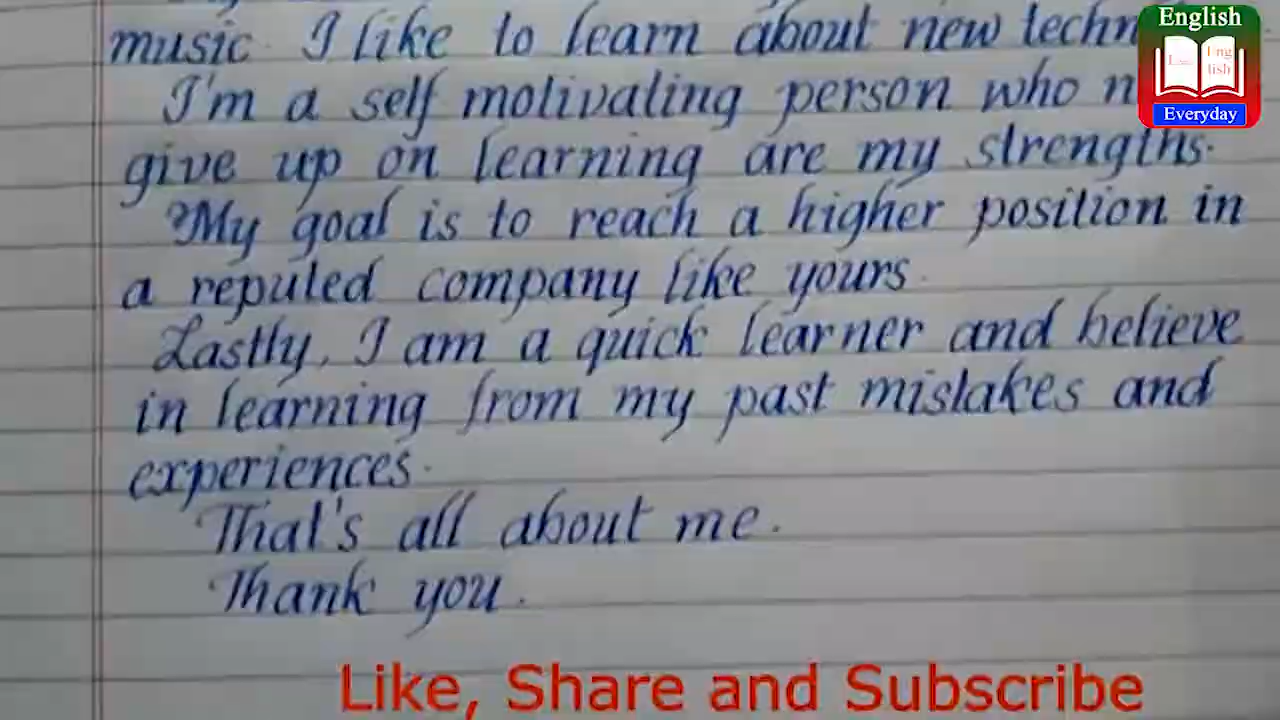 music. I like to learn about new techn
I'm a self motivating person who n
give up on learning are my strengths.
My goal is to reach a higher position in
a reputed company like yours.
Lastly, I am a quick learner and believe
in learning from my past mistakes and
experiences.
That's all about me.
Thank you.
English
Eng
lish
Everyday
Like, Share and Subscribe